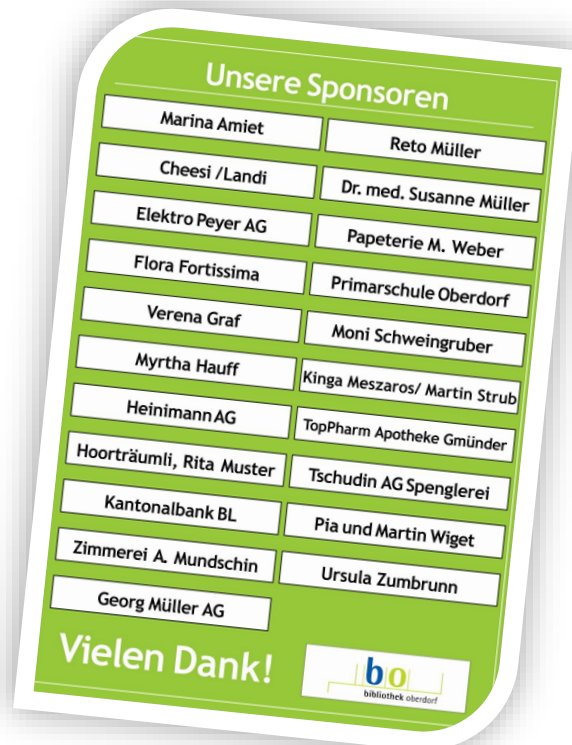 Unsere Sponsoren
Marina Amiet
Cheesi /Landi
Elektro Peyer AG
Flora Fortissima
Verena Graf
Myrtha Hauff
Heinimann AG
Hoorträumli, Rita Muster
Kantonalbank BL
Zimmerei A. Mundschin
Georg Müller AG
Reto Müller
Dr. med. Susanne Müller
Papeterie M. Weber
Primarschule Oberdorf
Moni Schweingruber
Kinga Meszaros/ Martin Strub
TopPharm Apotheke Gmünder
Tschudin AG Spenglerei
Pia und Martin Wiget
Ursula Zumbrunn
Vielen Dank!
bo
bibliothek oberdorf